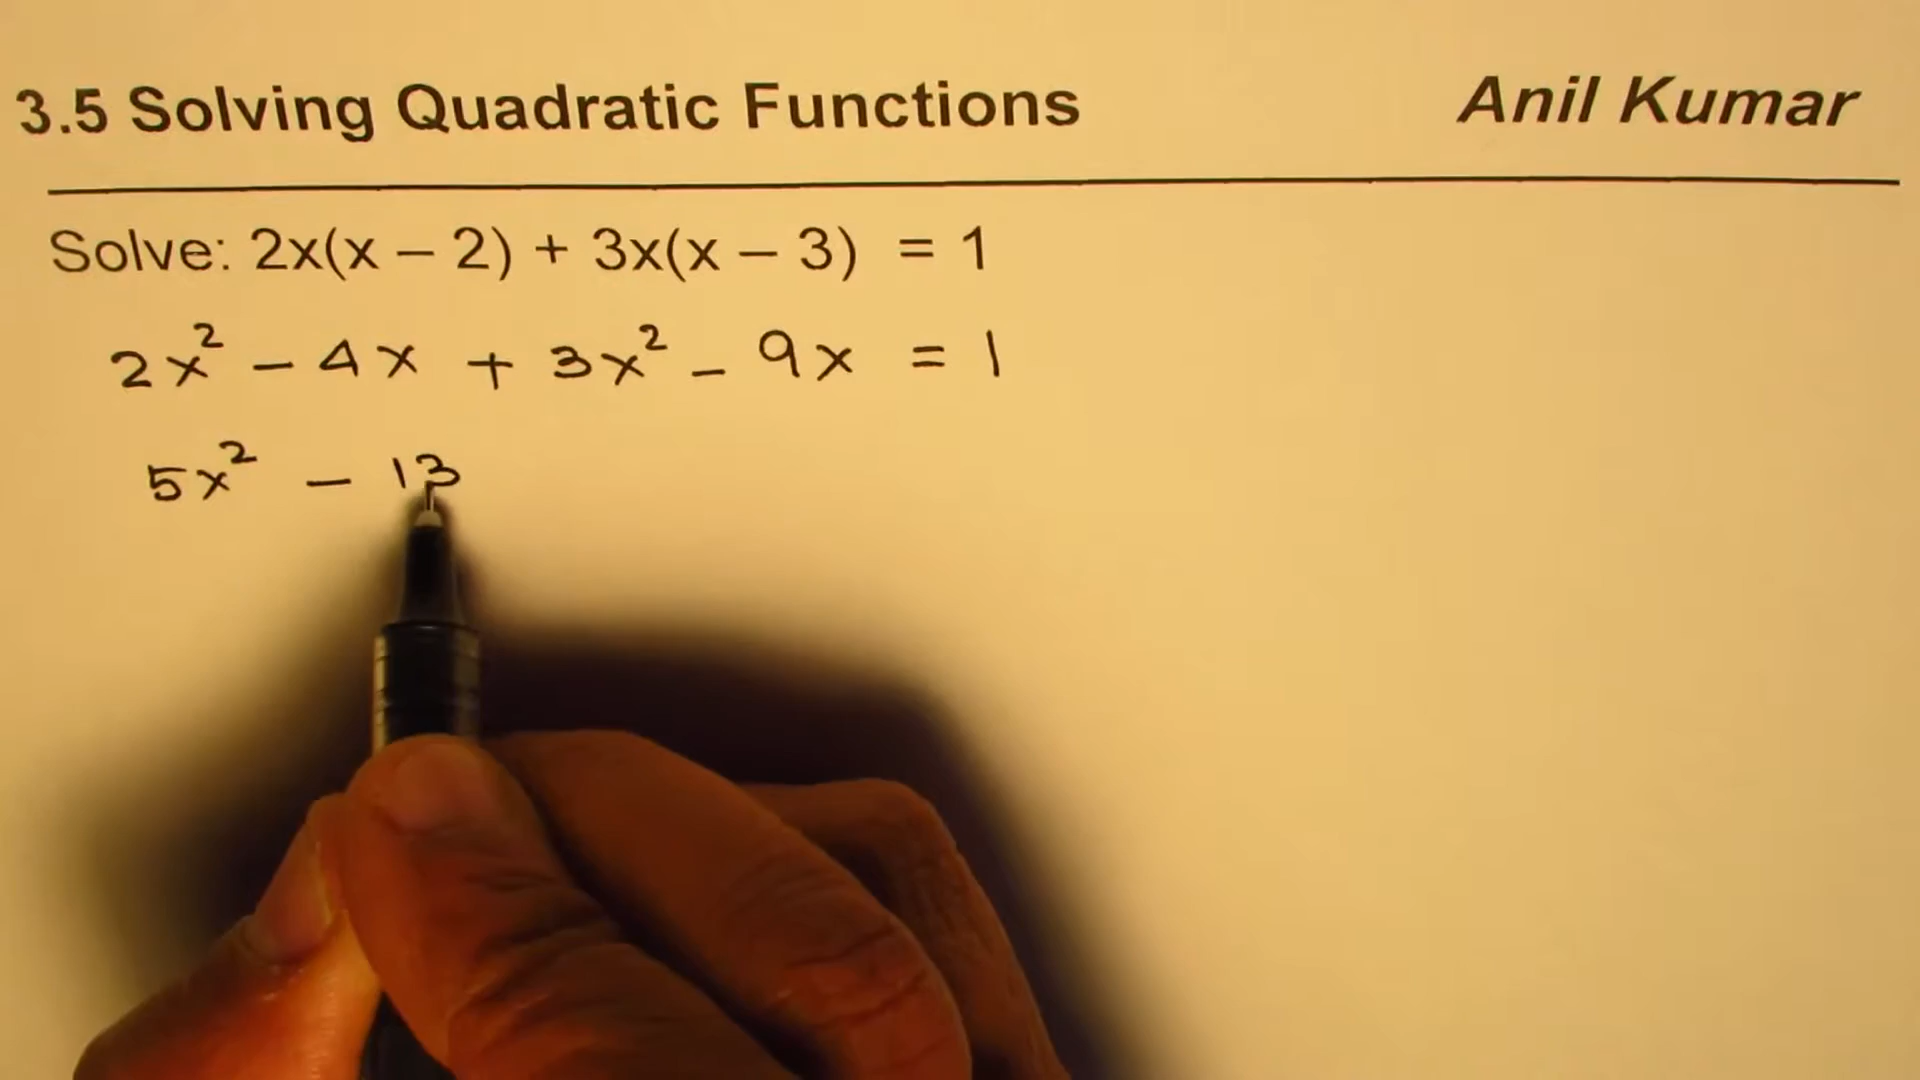 3.5 Solving Quadratic Functions Anil Kumar
Solve: 2x(x – 2) + 3x(x – 3) = 1
2x² – 4x + 3x² – 9x = 1
5x² – 13